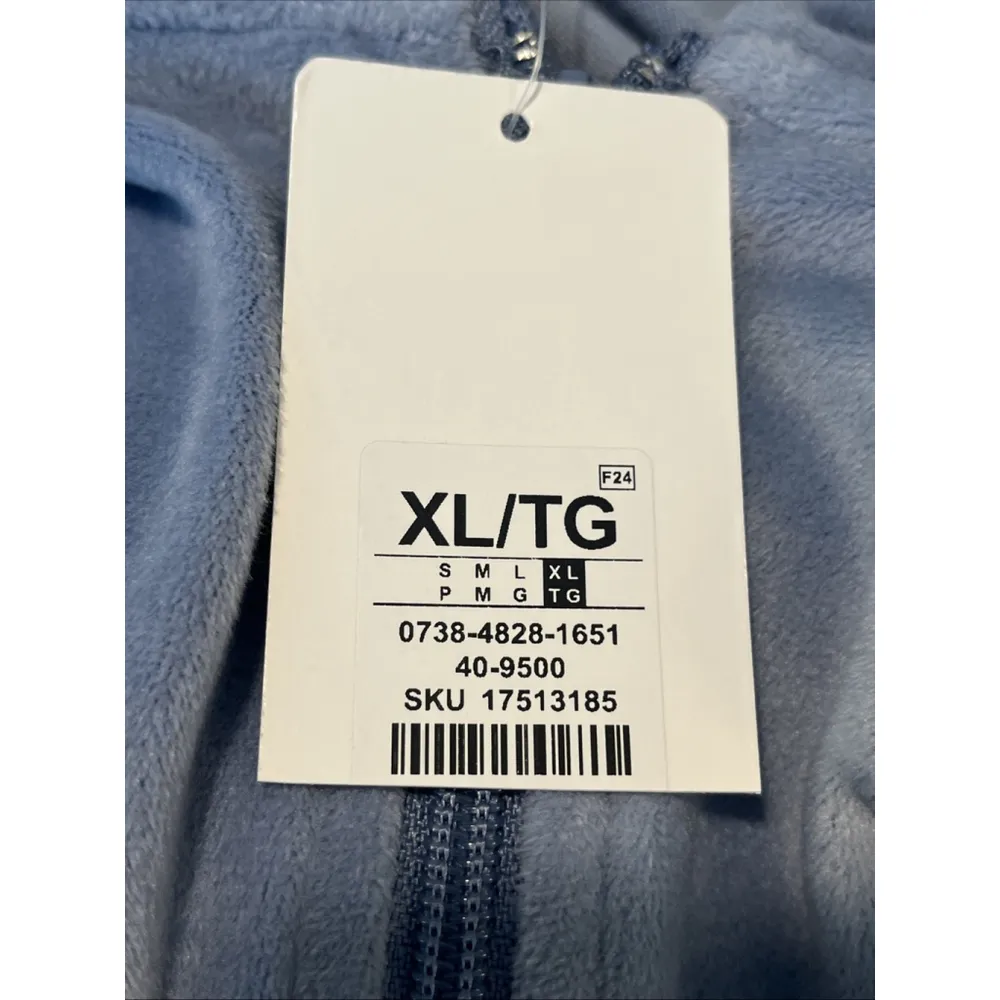 F24
XL/TG
S M L XL
P M G TG
0738-4828-1651
40-9500
SKU 17513185